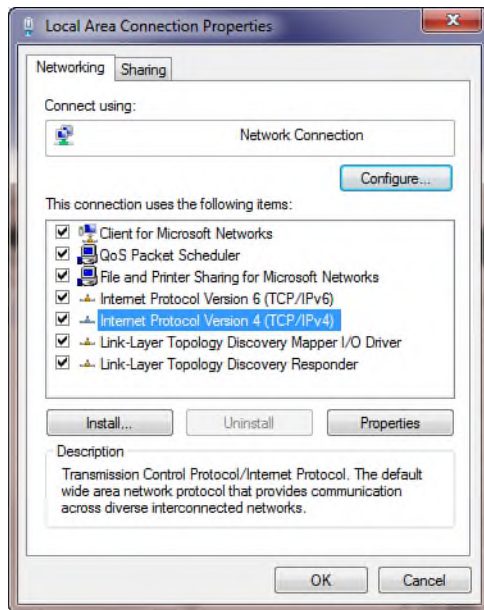 Local Area Connection Properties
Networking
Sharing
Connect using:
Network Connection
Configure...
This connection uses the following items:
Client for Microsoft Networks
QoS Packet Scheduler
File and Printer Sharing for Microsoft Networks
Internet Protocol Version 6 (TCP/IPv6)
Internet Protocol Version 4 (TCP/IPv4)
Link-Layer Topology Discovery Mapper I/O Driver
Link-Layer Topology Discovery Responder
Install...
Uninstall
Properties
Description
Transmission Control Protocol/Internet Protocol. The default
wide area network protocol that provides communication
across diverse interconnected networks.
OK
Cancel